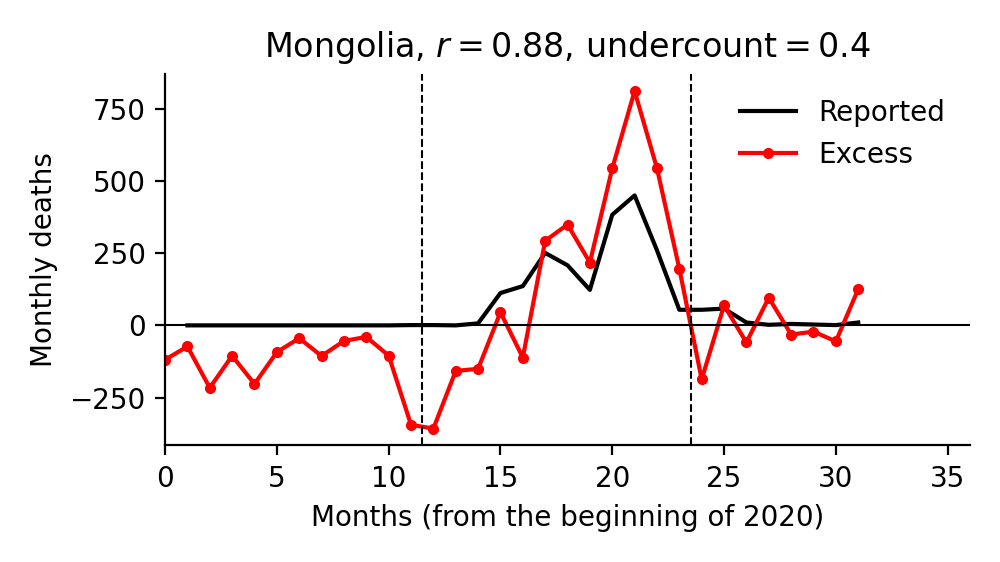 Mongolia, r = 0.88, undercount = 0.4
Monthly deaths
750
500
250
0
−250
Reported
Excess
0 5 10 15 20 25 30 35
Months (from the beginning of 2020)